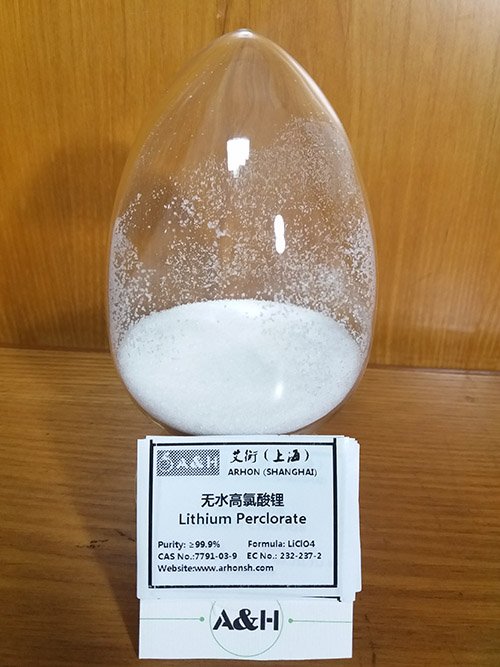 A&H 艾衡（上海）
ARHON (SHANGHAI)
无水高氯酸锂
Lithium Perclorate
Purity: ≥99.9% Formula: LiClO4
CAS No.:7791-03-9 EC No.: 232-237-2
Website:www.arhonsh.com
A&H